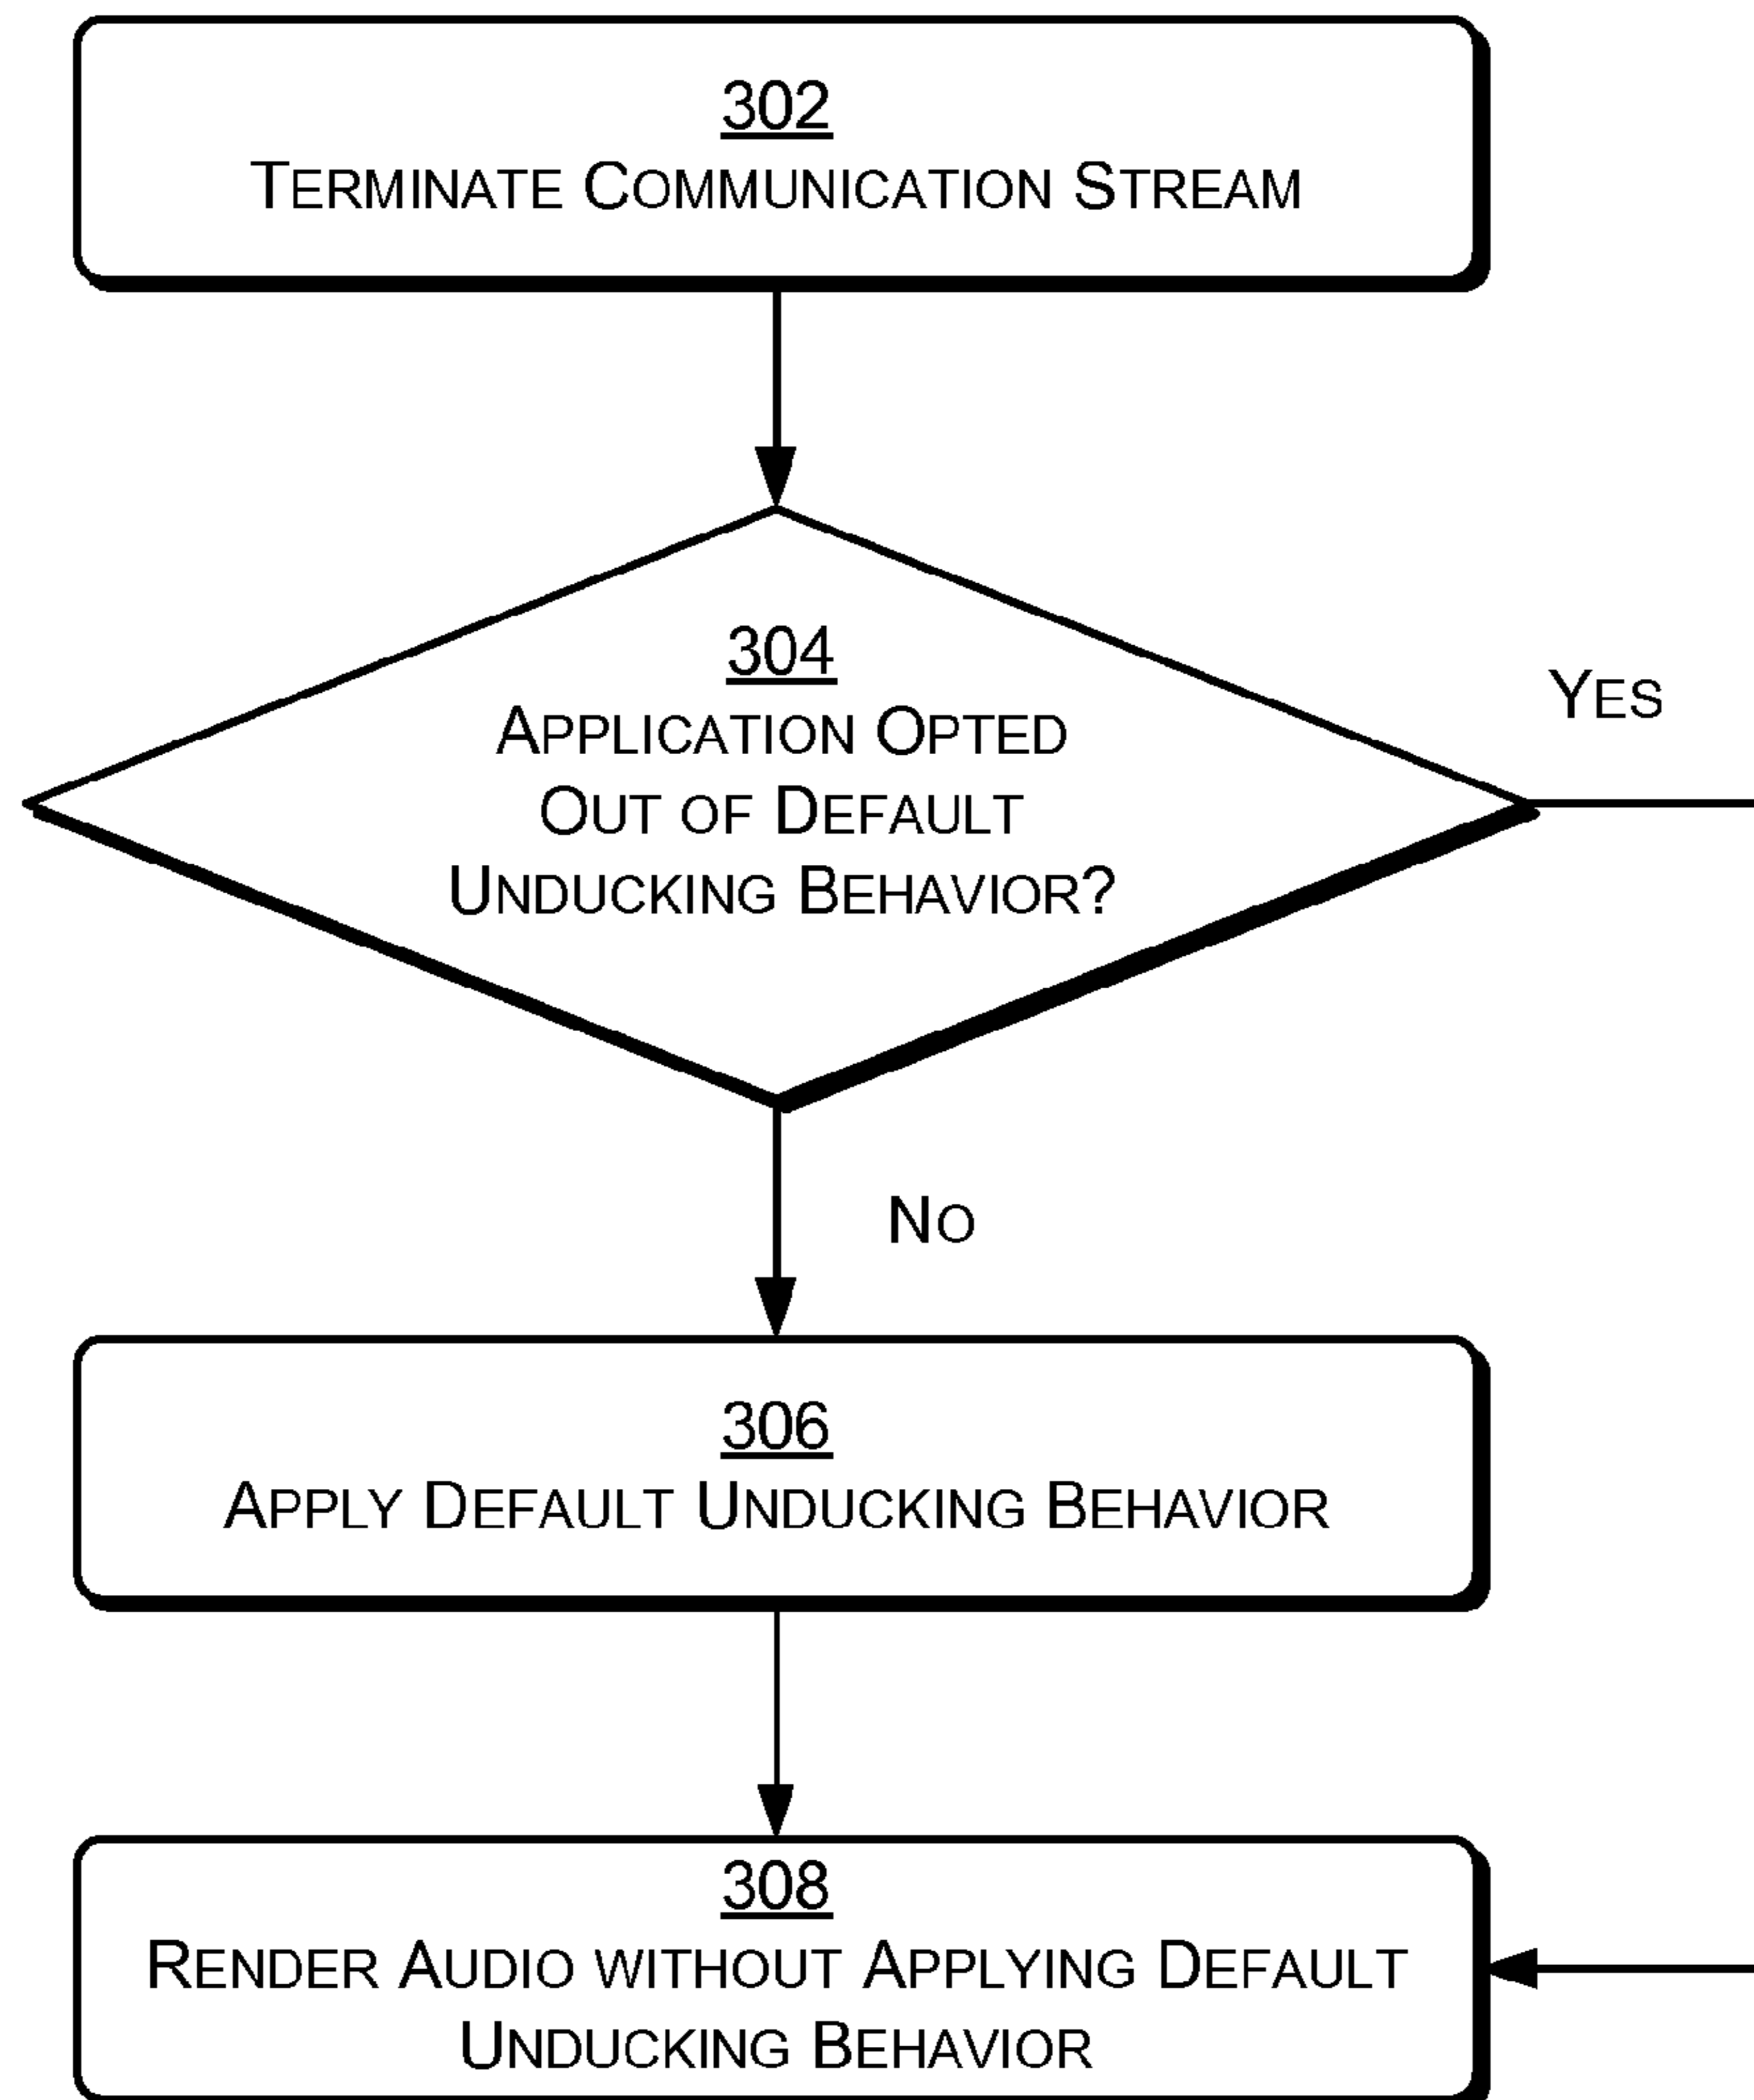 302
TERMINATE COMMUNICATION STREAM
304
APPLICATION OPTED
OUT OF DEFAULT
UNDUCKING BEHAVIOR?
YES
NO
306
APPLY DEFAULT UNDUCKING BEHAVIOR
308
RENDER AUDIO WITHOUT APPLYING DEFAULT
UNDUCKING BEHAVIOR